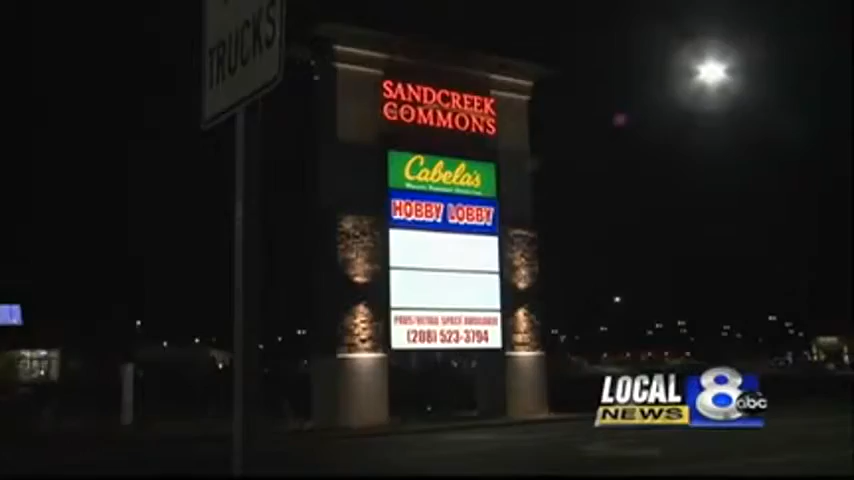 TRUCKS
SANDCREEK
COMMONS
Cabela's
HOBBY LOBBY
(208) 523-3794
LOCAL
NEWS
8
abc